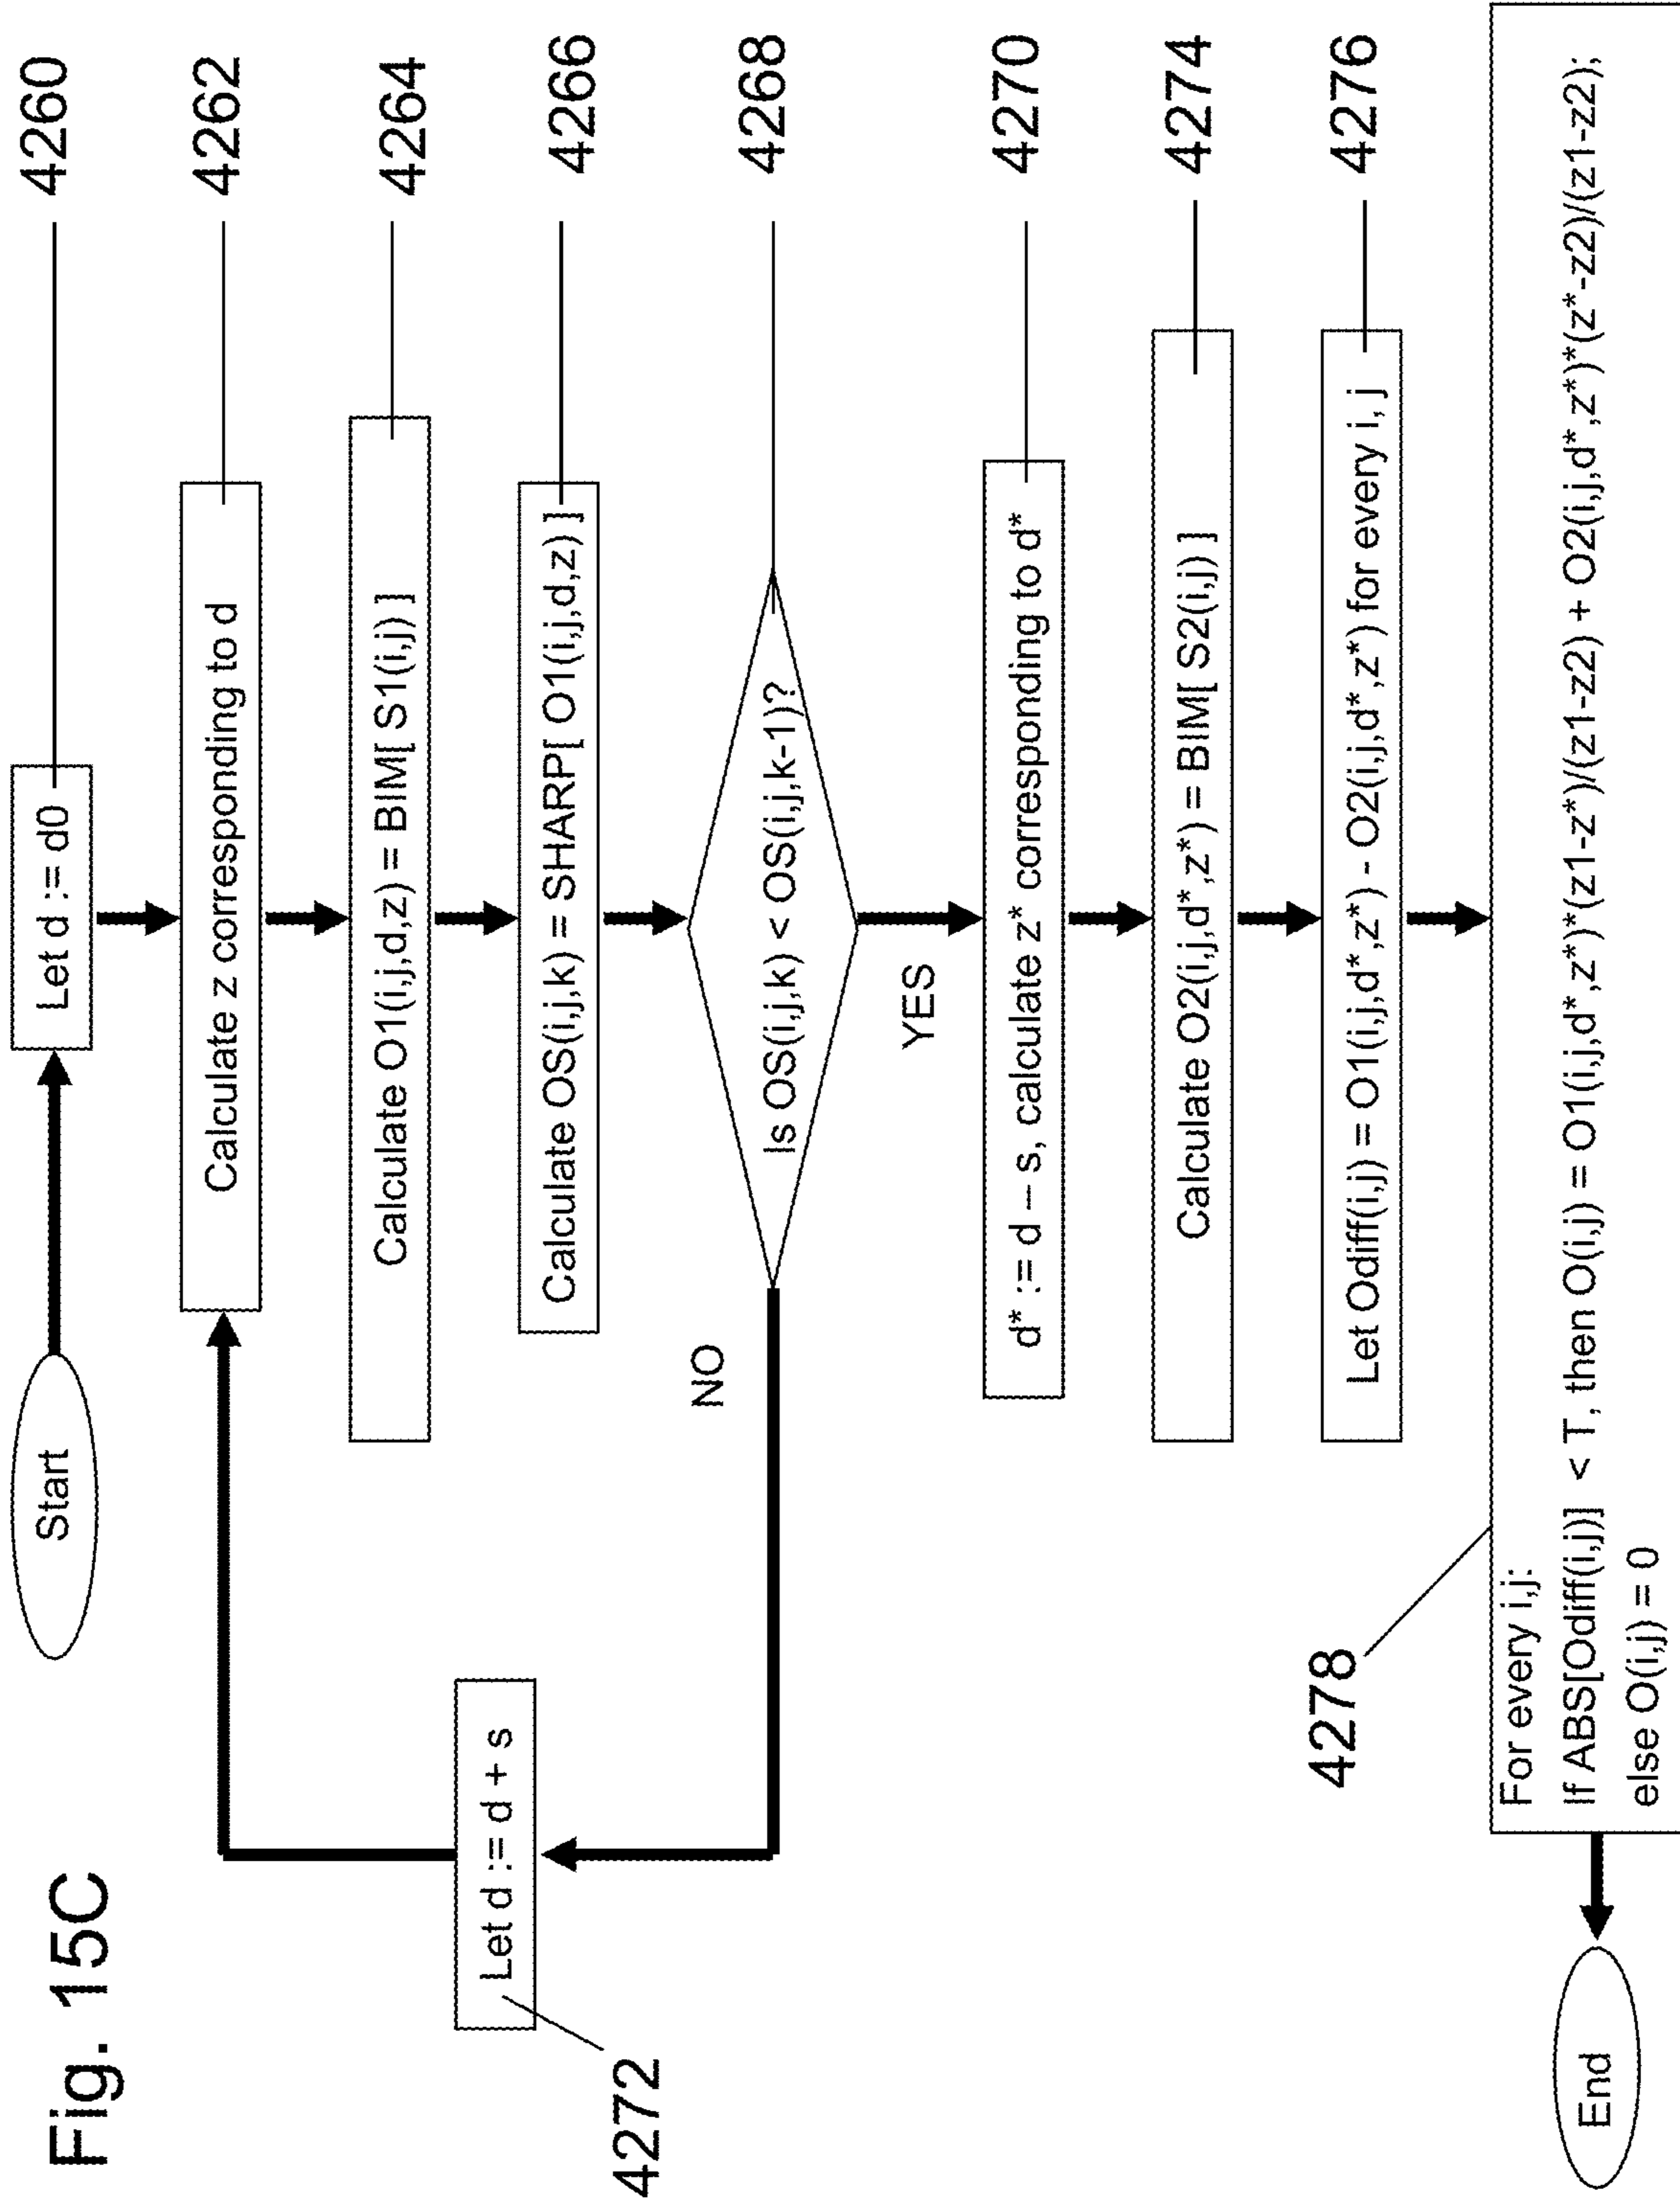 Fig. 15C
Start
Let d := d0
4260
Calculate z corresponding to d
4262
Calculate O1(i,j,d,z) = BIM[ S1(i,j) ]
4264
Let d := d + s
4272
Calculate OS(i,j,k) = SHARP[ O1(i,j,d,z) ]
4266
NO
Is OS(i,j,k) < OS(i,j,k-1)?
4268
YES
d* := d – s, calculate z* corresponding to d*
4270
Calculate O2(i,j,d*,z*) = BIM[ S2(i,j) ]
4274
Let Odiff(i,j) = O1(i,j,d*,z*) - O2(i,j,d*,z*) for every i, j
4276
4278
For every i,j:
If ABS[Odiff(i,j)] < T, then O(i,j) = O1(i,j,d*,z*)*(z1-z*)/(z1-z2) + O2(i,j,d*,z*)*(z*-z2)/(z1-z2);
else O(i,j) = 0
End